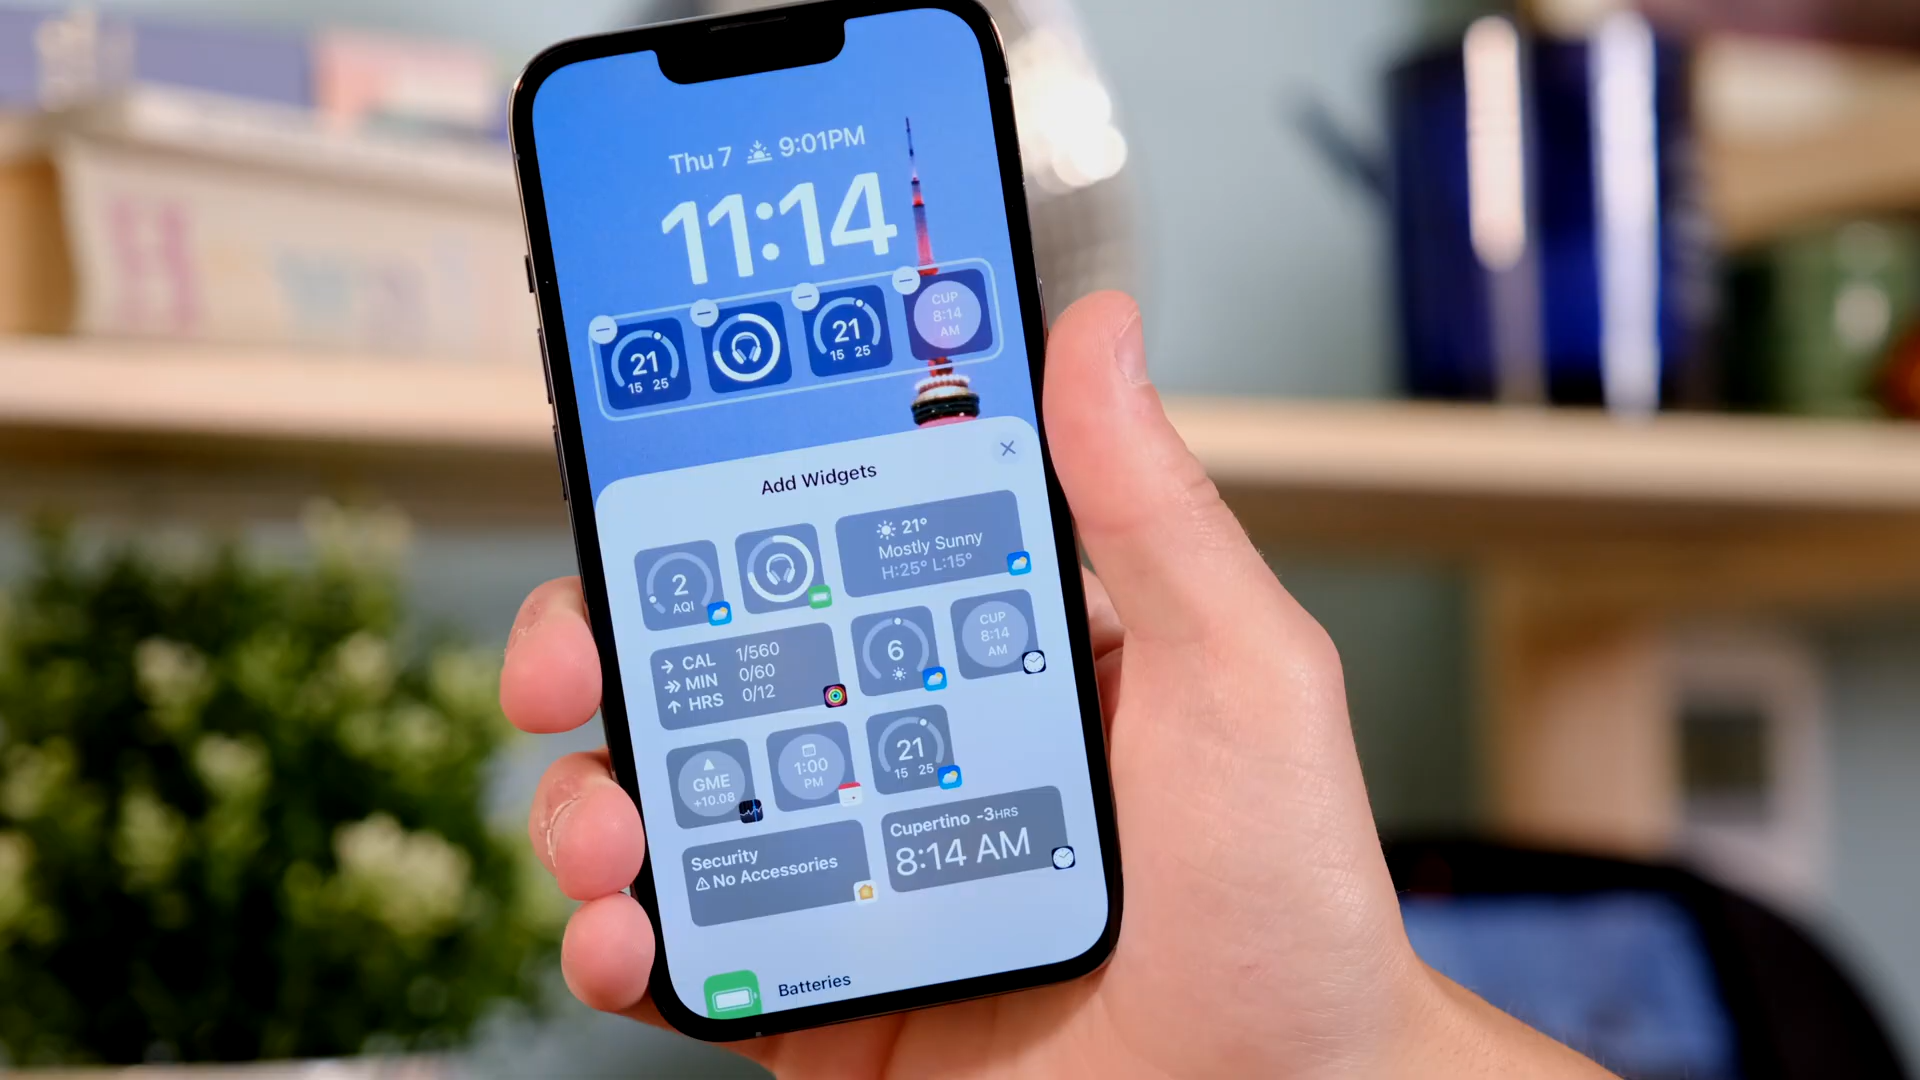 Thu 7 9:01PM
11:14
21
15 25
21
15 25
CUP
8:14
AM
Add Widgets
2
AQI
21°
Mostly Sunny
H:25° L:15°
CAL 1/560
MIN 0/60
HRS 0/12
6
CUP
8:14
AM
GME
+10.08
1:00
PM
21
15 25
Security
No Accessories
Cupertino -3HRS
8:14 AM
Batteries